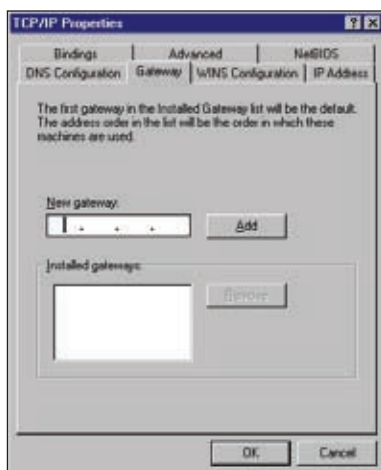 TCP/IP Properties
Bindings Advanced NetBIOS
DNS Configuration Gateway WINS Configuration IP Address
The first gateway in the Installed Gateway list will be the default.
The address order in the list will be the order in which these
machines are used.
New gateway:
. . .
Add
Installed gateways:
Remove
OK Cancel